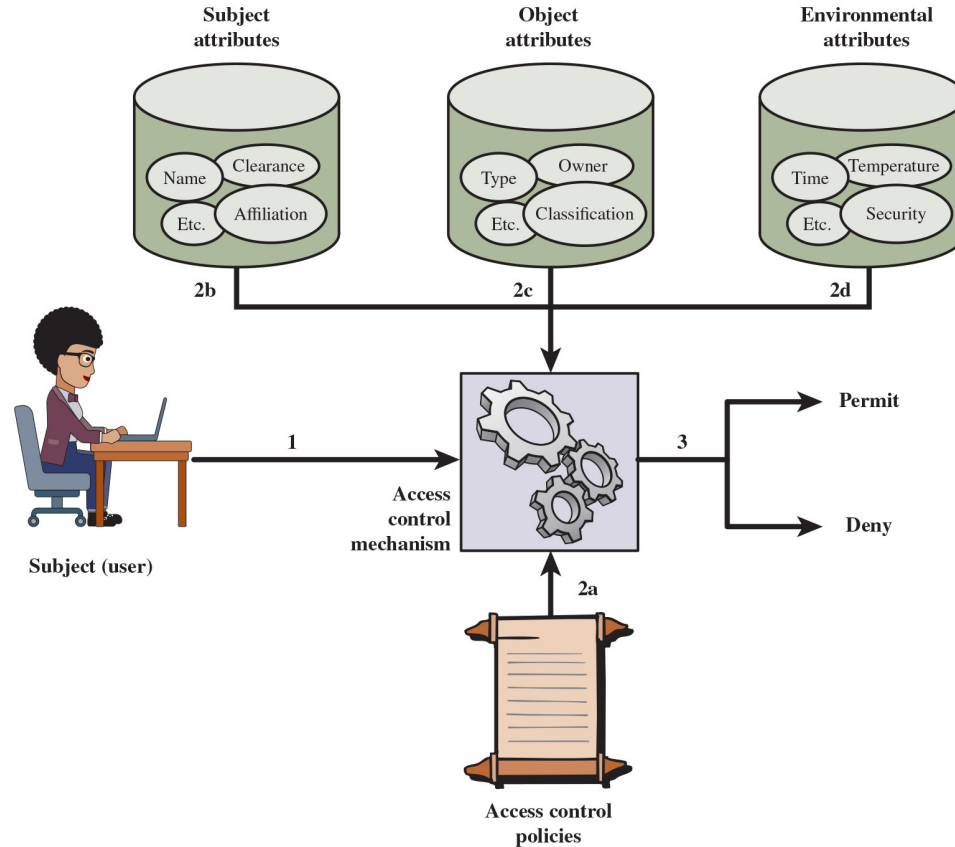 Subject
attributes
Object
attributes
Environmental
attributes
Name
Clearance
Etc.
Affiliation
Type
Owner
Etc.
Classification
Time
Temperature
Etc.
Security
2b
2c
2d
1
3
Permit
Deny
Access
control
mechanism
Subject (user)
2a
Access control
policies